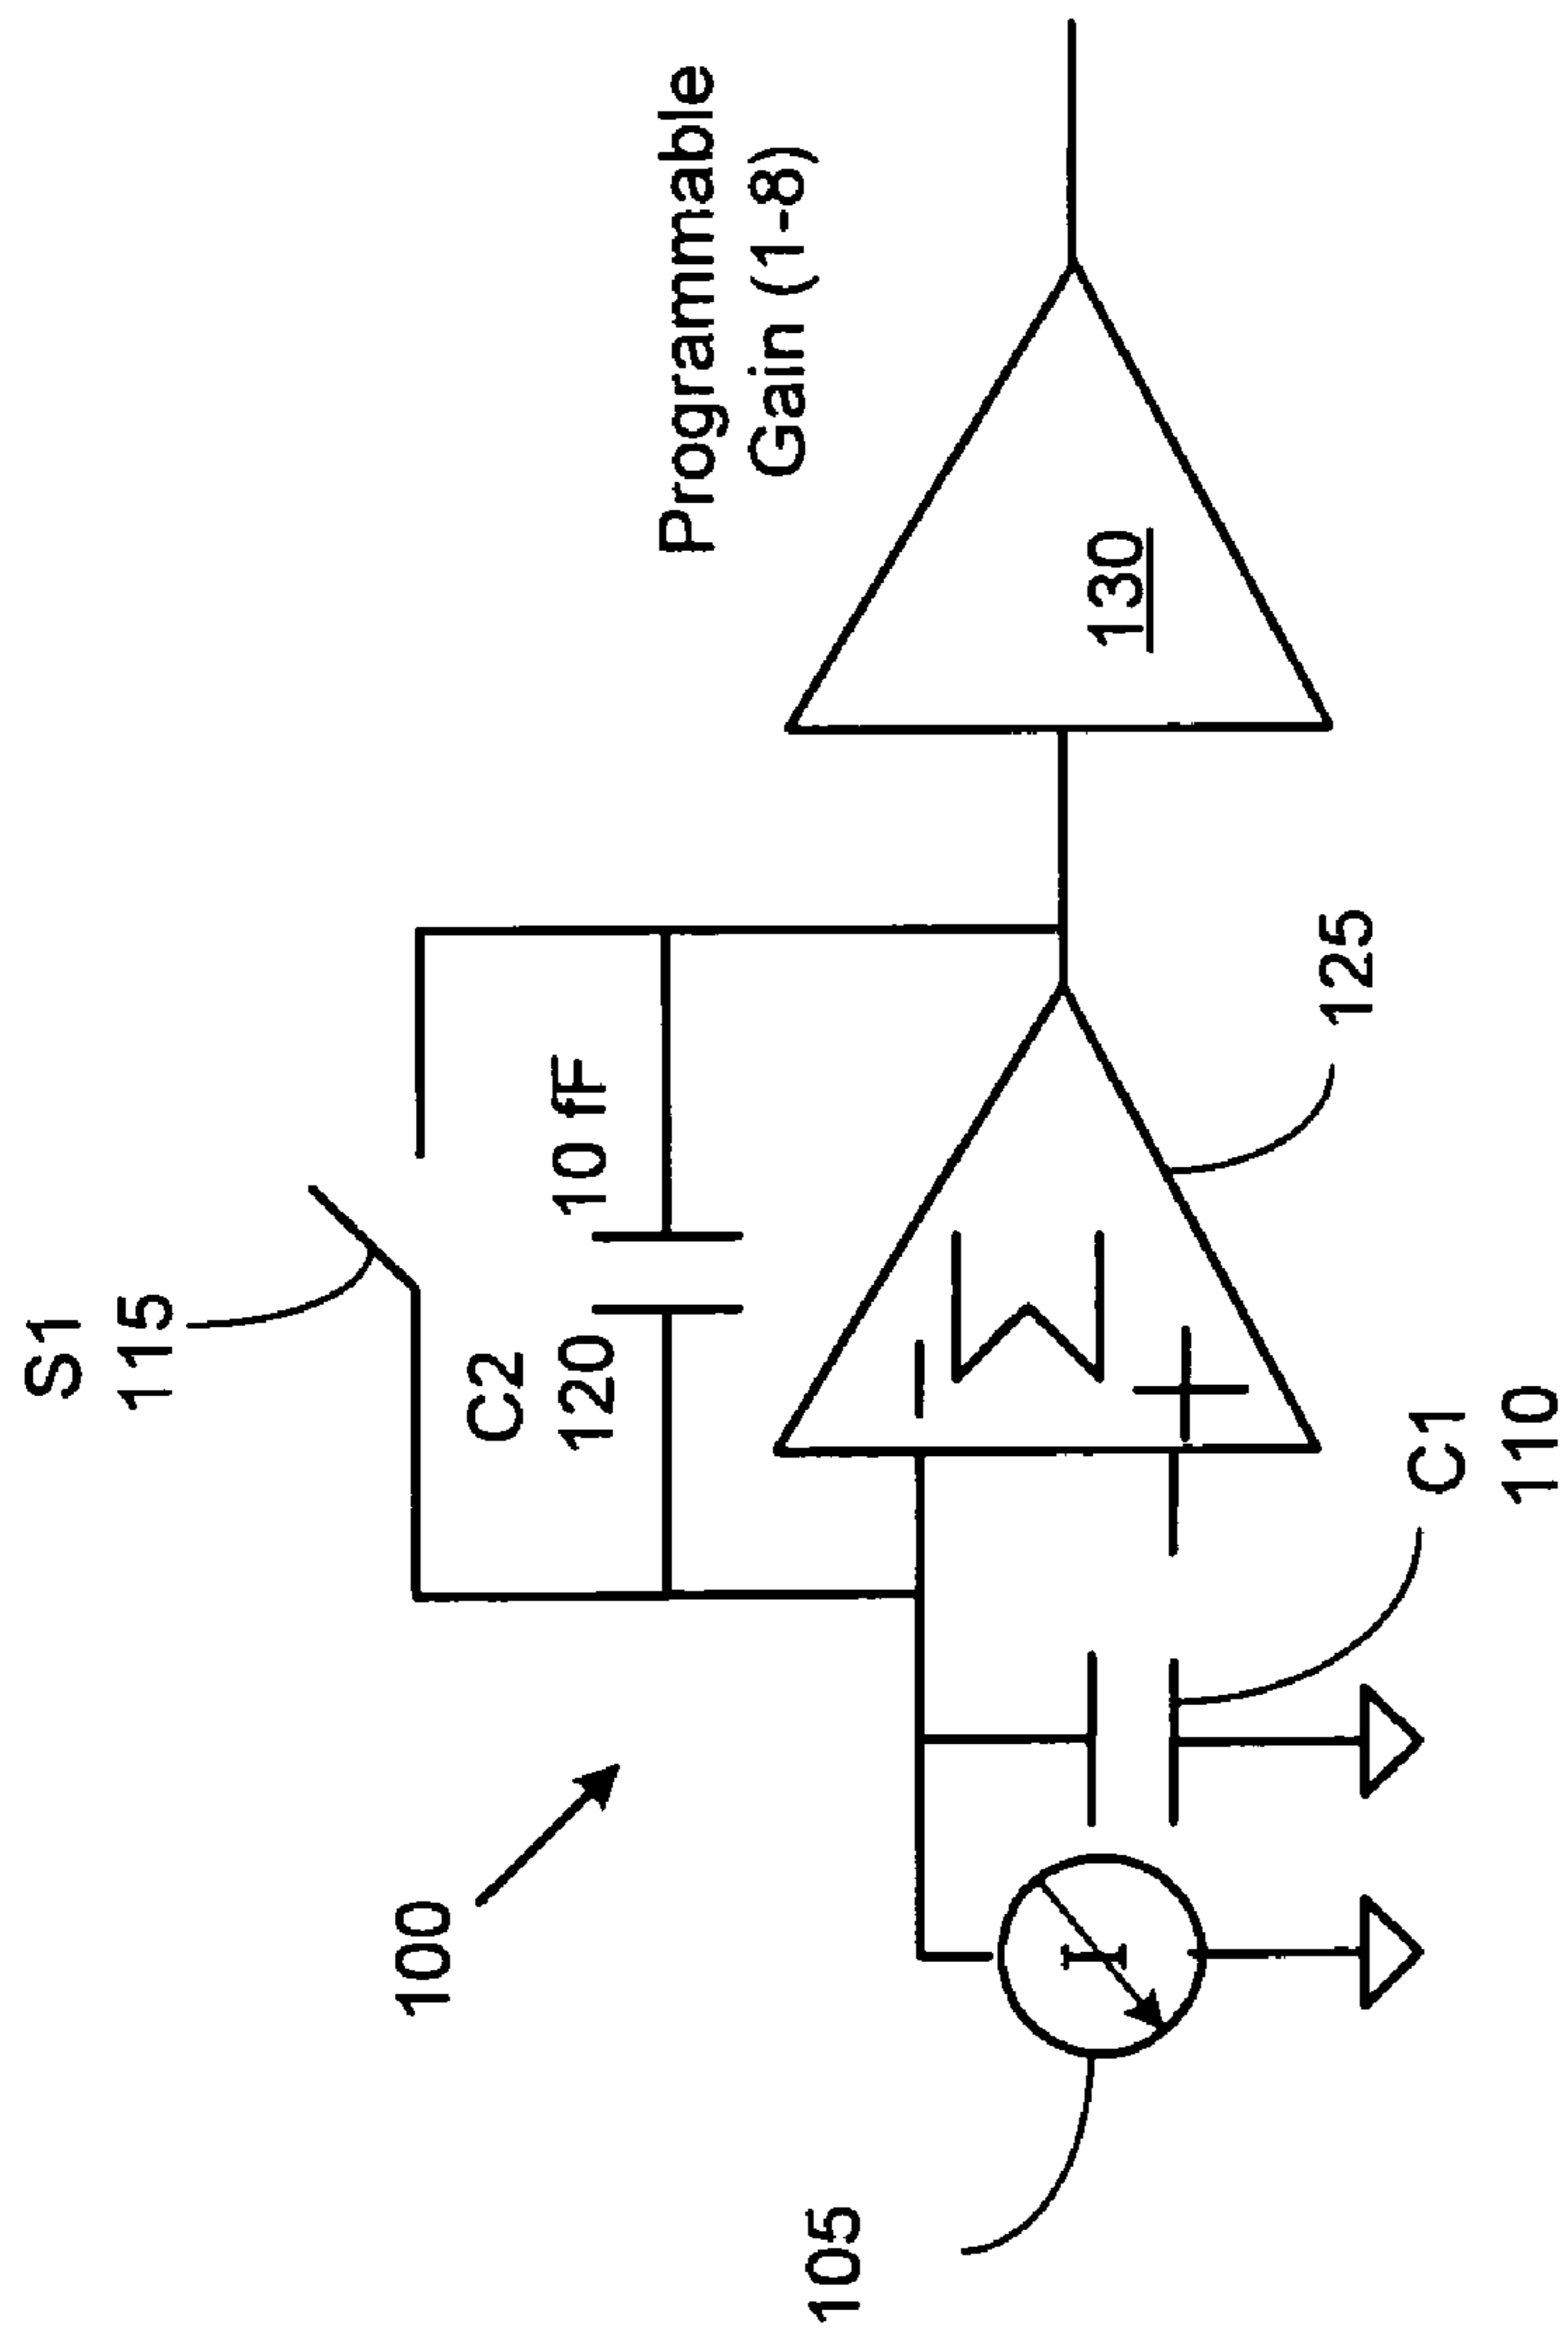 S1
115
C2
120
10 fF
Programmable
Gain (1-8)
100
−
M
+
130
I
105
C1
110
125